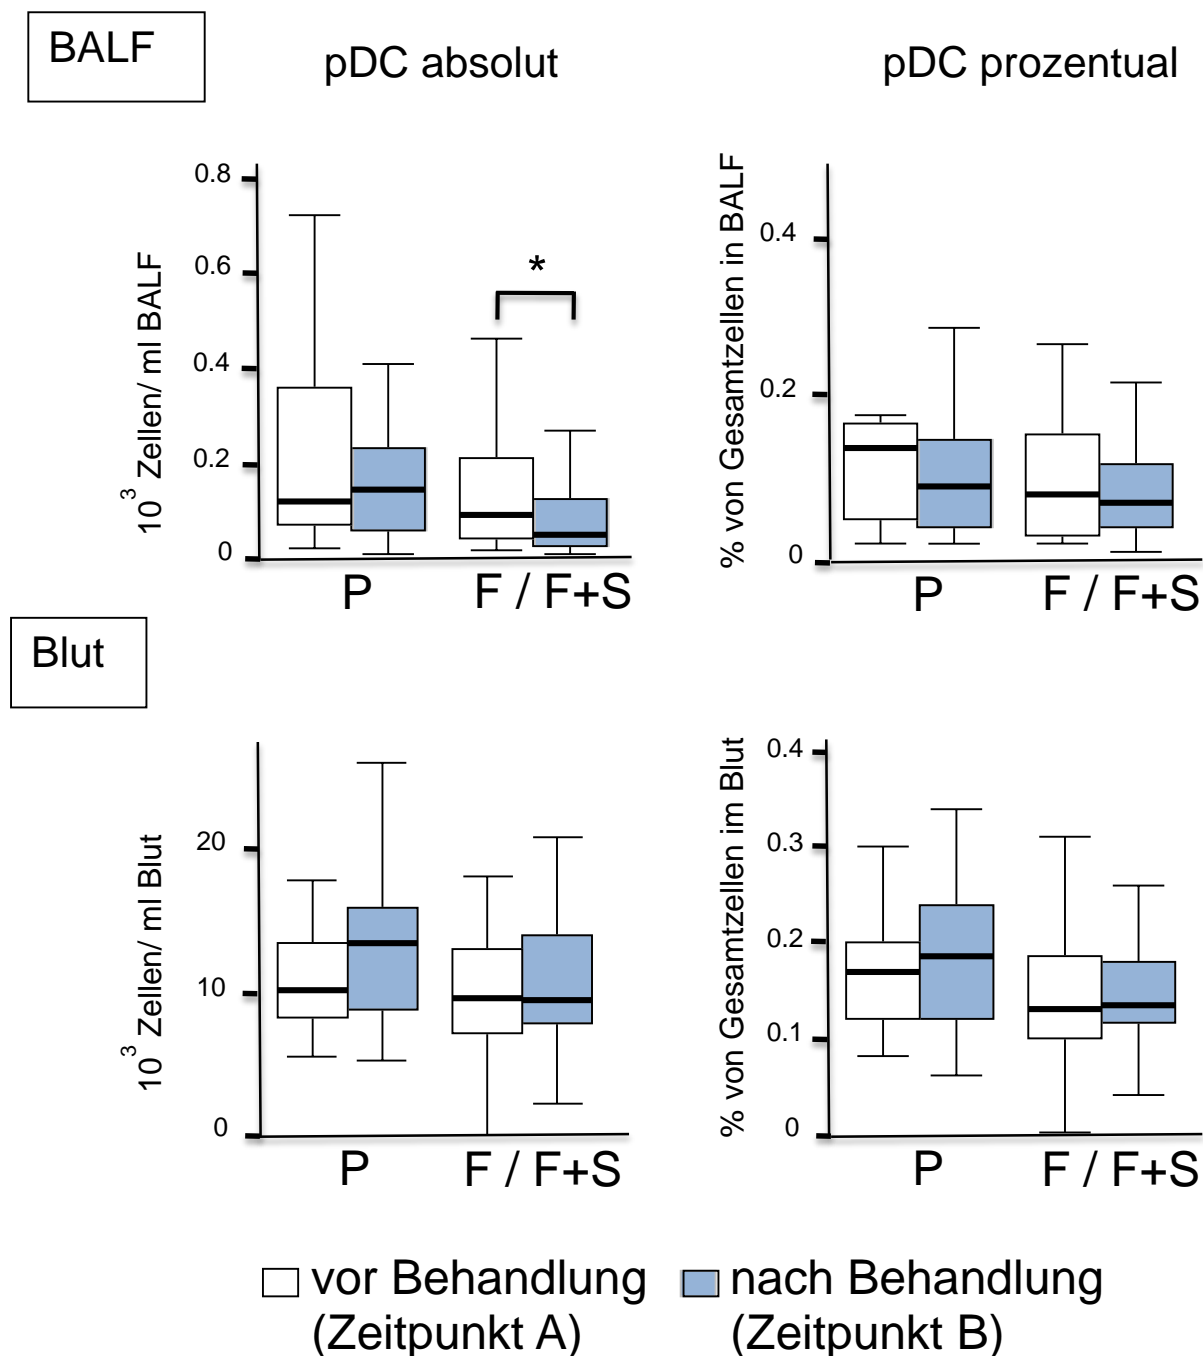 BALF
pDC absolut
pDC prozentual
10³ Zellen/ ml BALF
0.8
0.6
0.4
0.2
0
*
P
F / F+S
% von Gesamtzellen in BALF
0.4
0.2
0
P
F / F+S
Blut
10³ Zellen/ ml Blut
20
10
0
P
F / F+S
% von Gesamtzellen im Blut
0.4
0.3
0.2
0.1
0
P
F / F+S
vor Behandlung
(Zeitpunkt A)
nach Behandlung
(Zeitpunkt B)